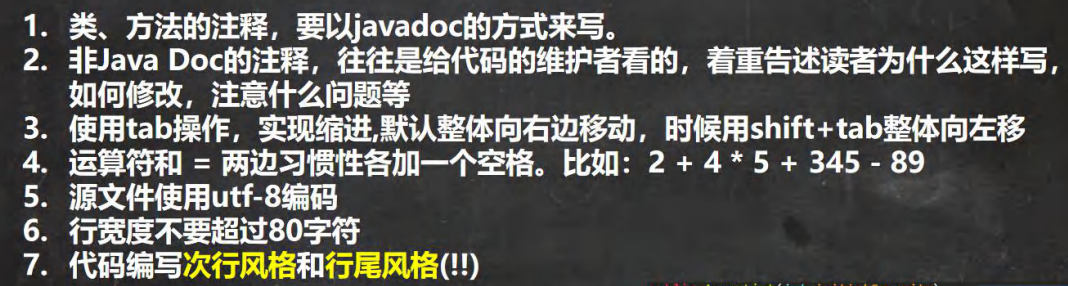 1. 类、方法的注释，要以javadoc的方式来写。
2. 非Java Doc的注释，往往是给代码的维护者看的，着重告述读者为什么这样写，
如何修改，注意什么问题等
3. 使用tab操作，实现缩进,默认整体向右边移动，时候用shift+tab整体向左移
4. 运算符和 = 两边习惯性各加一个空格。比如：2 + 4 * 5 + 345 - 89
5. 源文件使用utf-8编码
6. 行宽度不要超过80字符
7. 代码编写次行风格和行尾风格(!!)